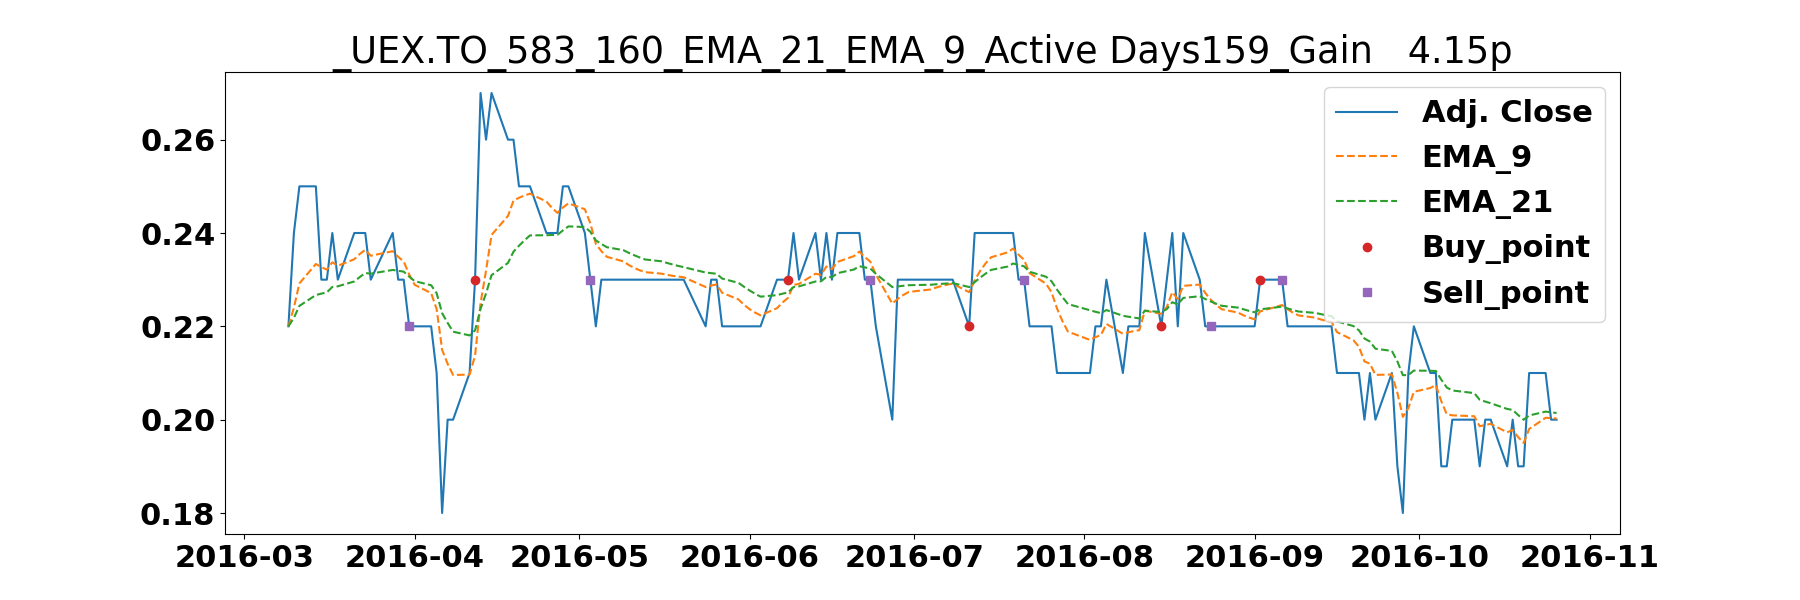 _UEX.TO_583_160_EMA_21_EMA_9_Active Days159_Gain   4.15p
Adj. Close
EMA_9
EMA_21
Buy_point
Sell_point
0.26
0.24
0.22
0.20
0.18
2016-03 2016-04 2016-05 2016-06 2016-07 2016-08 2016-09 2016-10 2016-11